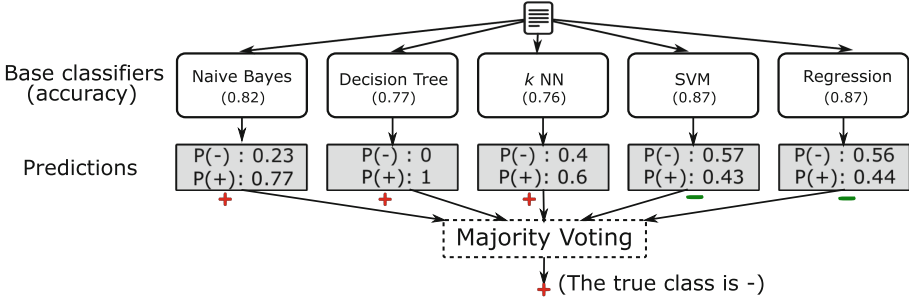 Base classifiers
(accuracy)
Naive Bayes
(0.82)
Decision Tree
(0.77)
k NN
(0.76)
SVM
(0.87)
Regression
(0.87)
Predictions
P(-) : 0.23
P(+): 0.77
P(-) : 0
P(+): 1
P(-) : 0.4
P(+): 0.6
P(-) : 0.57
P(+): 0.43
P(-) : 0.56
P(+): 0.44
+
+
+
−
−
Majority Voting
+ (The true class is -)